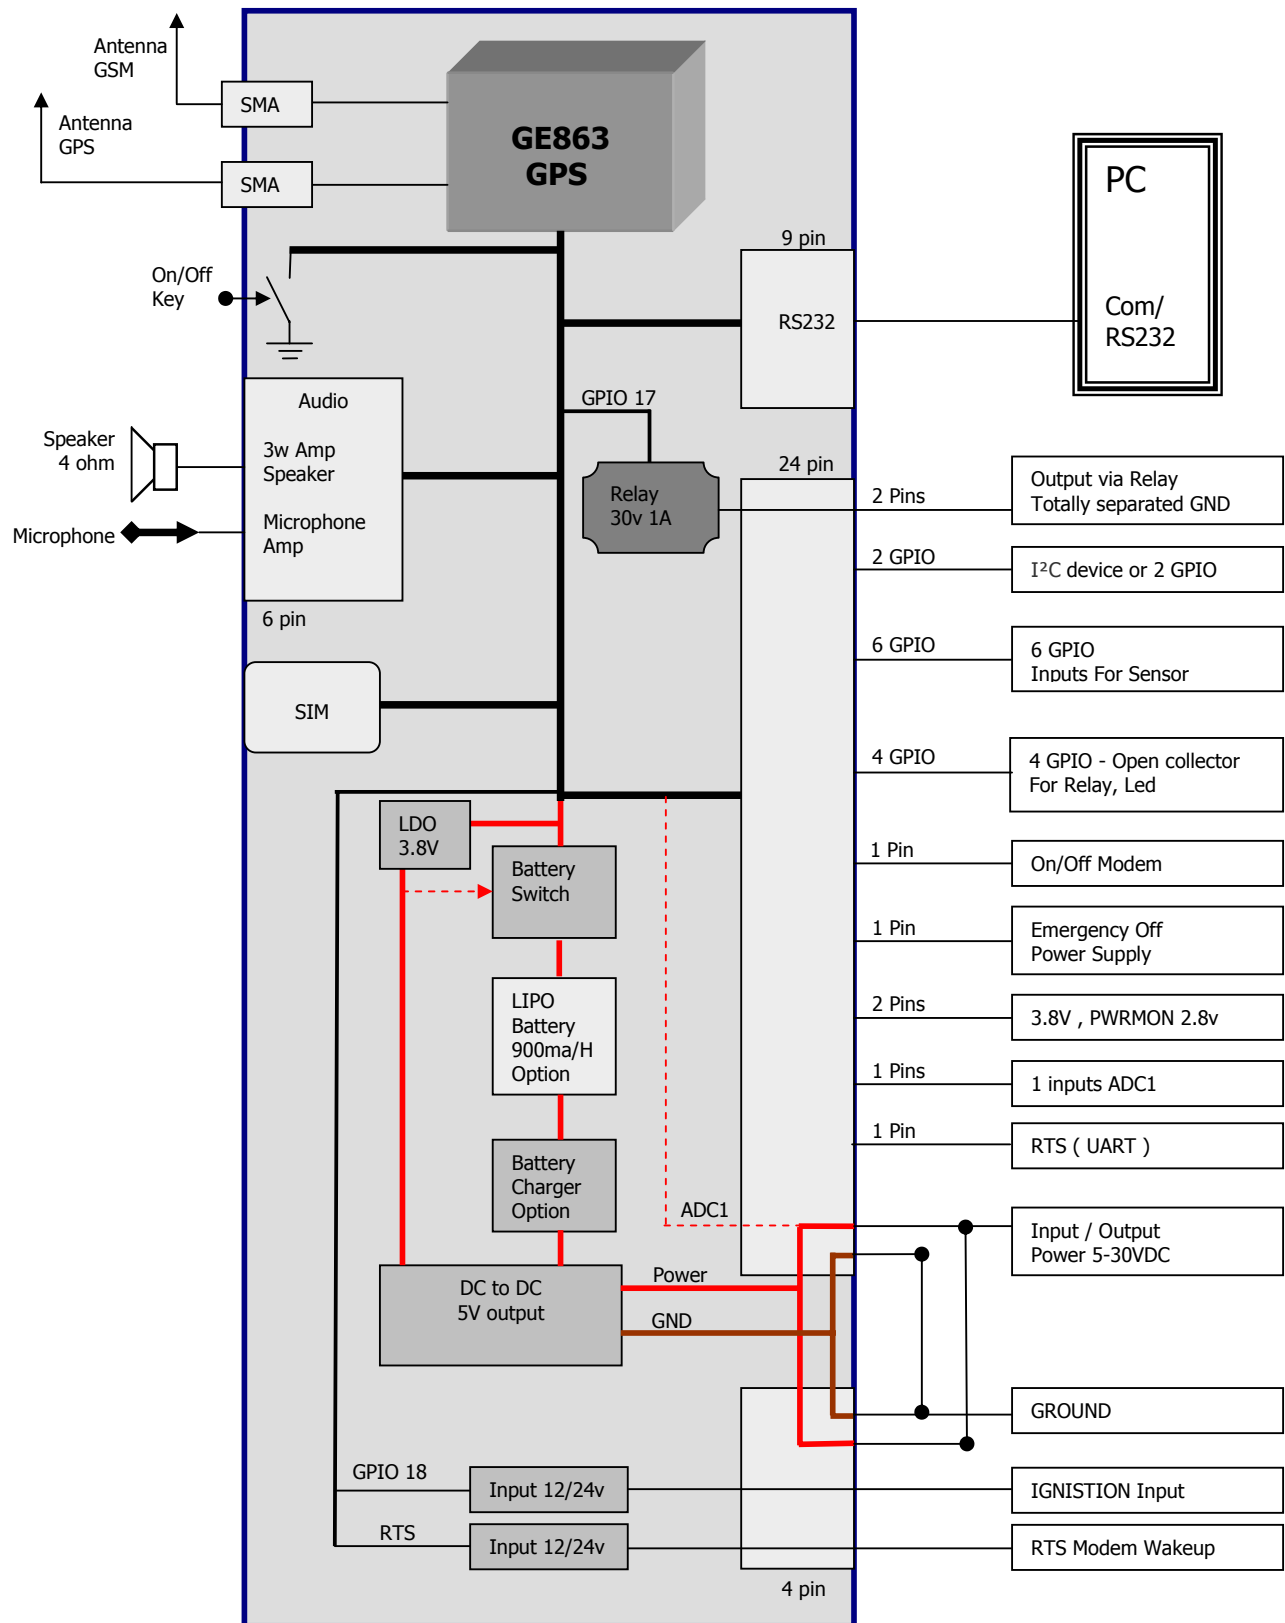 Antenna
GSM
SMA
Antenna
GPS
SMA
GE863
GPS
PC
Com/
RS232
9 pin
RS232
On/Off
Key
Audio
3w Amp
Speaker
Microphone
Amp
6 pin
Speaker
4 ohm
Microphone
GPIO 17
Relay
30v 1A
24 pin
2 Pins
Output via Relay
Totally separated GND
2 GPIO
I²C device or 2 GPIO
6 GPIO
6 GPIO
Inputs For Sensor
SIM
4 GPIO
4 GPIO - Open collector
For Relay, Led
LDO
3.8V
Battery
Switch
1 Pin
On/Off Modem
1 Pin
Emergency Off
Power Supply
LIPO
Battery
900ma/H
Option
2 Pins
3.8V , PWRMON 2.8v
1 Pins
1 inputs ADC1
1 Pin
RTS ( UART )
Battery
Charger
Option
ADC1
Input / Output
Power 5-30VDC
DC to DC
5V output
Power
GND
GROUND
GPIO 18
Input 12/24v
IGNISTION Input
RTS
Input 12/24v
RTS Modem Wakeup
4 pin